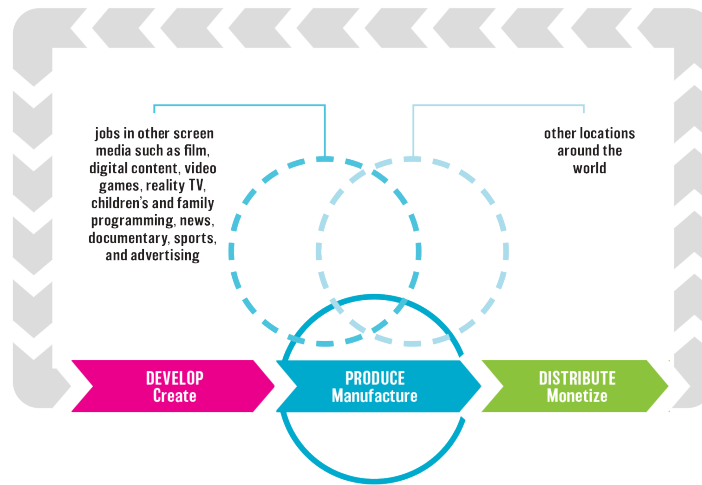 jobs in other screen
media such as film,
digital content, video
games, reality TV,
children's and family
programming, news,
documentary, sports,
and advertising
other locations
around the
world
DEVELOP
Create
PRODUCE
Manufacture
DISTRIBUTE
Monetize